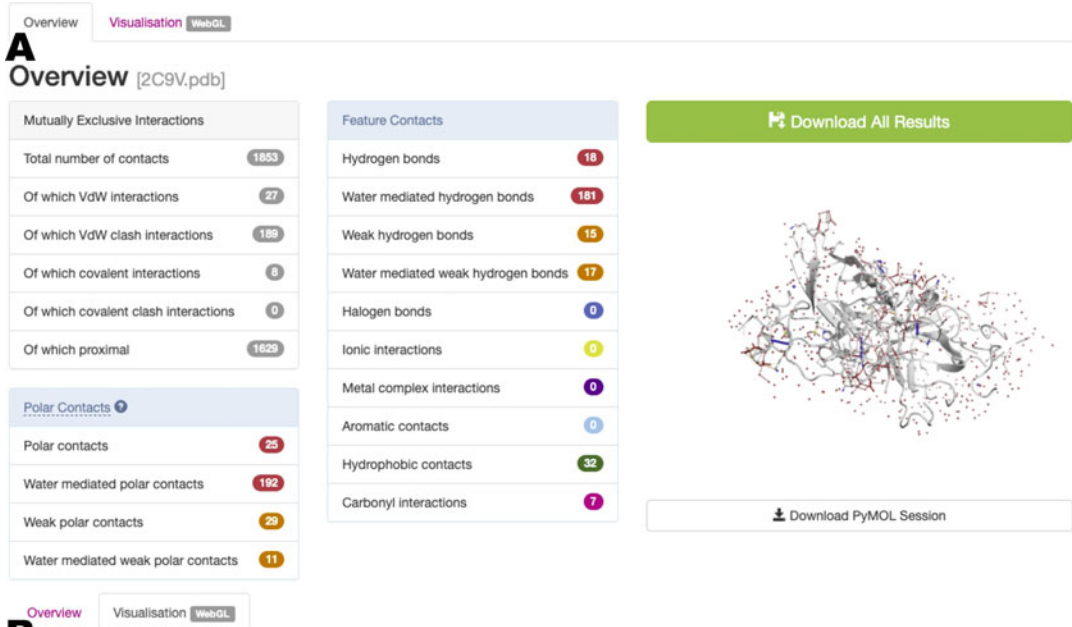 Overview Visualisation WebGL
A
Overview [2C9V.pdb]
Mutually Exclusive Interactions
Total number of contacts 1853
Of which VdW interactions 27
Of which VdW clash interactions 189
Of which covalent interactions 8
Of which covalent clash interactions 0
Of which proximal 1629
Polar Contacts ?
Polar contacts 25
Water mediated polar contacts 192
Weak polar contacts 29
Water mediated weak polar contacts 11
Feature Contacts
Hydrogen bonds 18
Water mediated hydrogen bonds 181
Weak hydrogen bonds 15
Water mediated weak hydrogen bonds 17
Halogen bonds 0
Ionic interactions 0
Metal complex interactions 0
Aromatic contacts 0
Hydrophobic contacts 32
Carbonyl interactions 7
Download All Results
Download PyMOL Session
Overview Visualisation WebGL